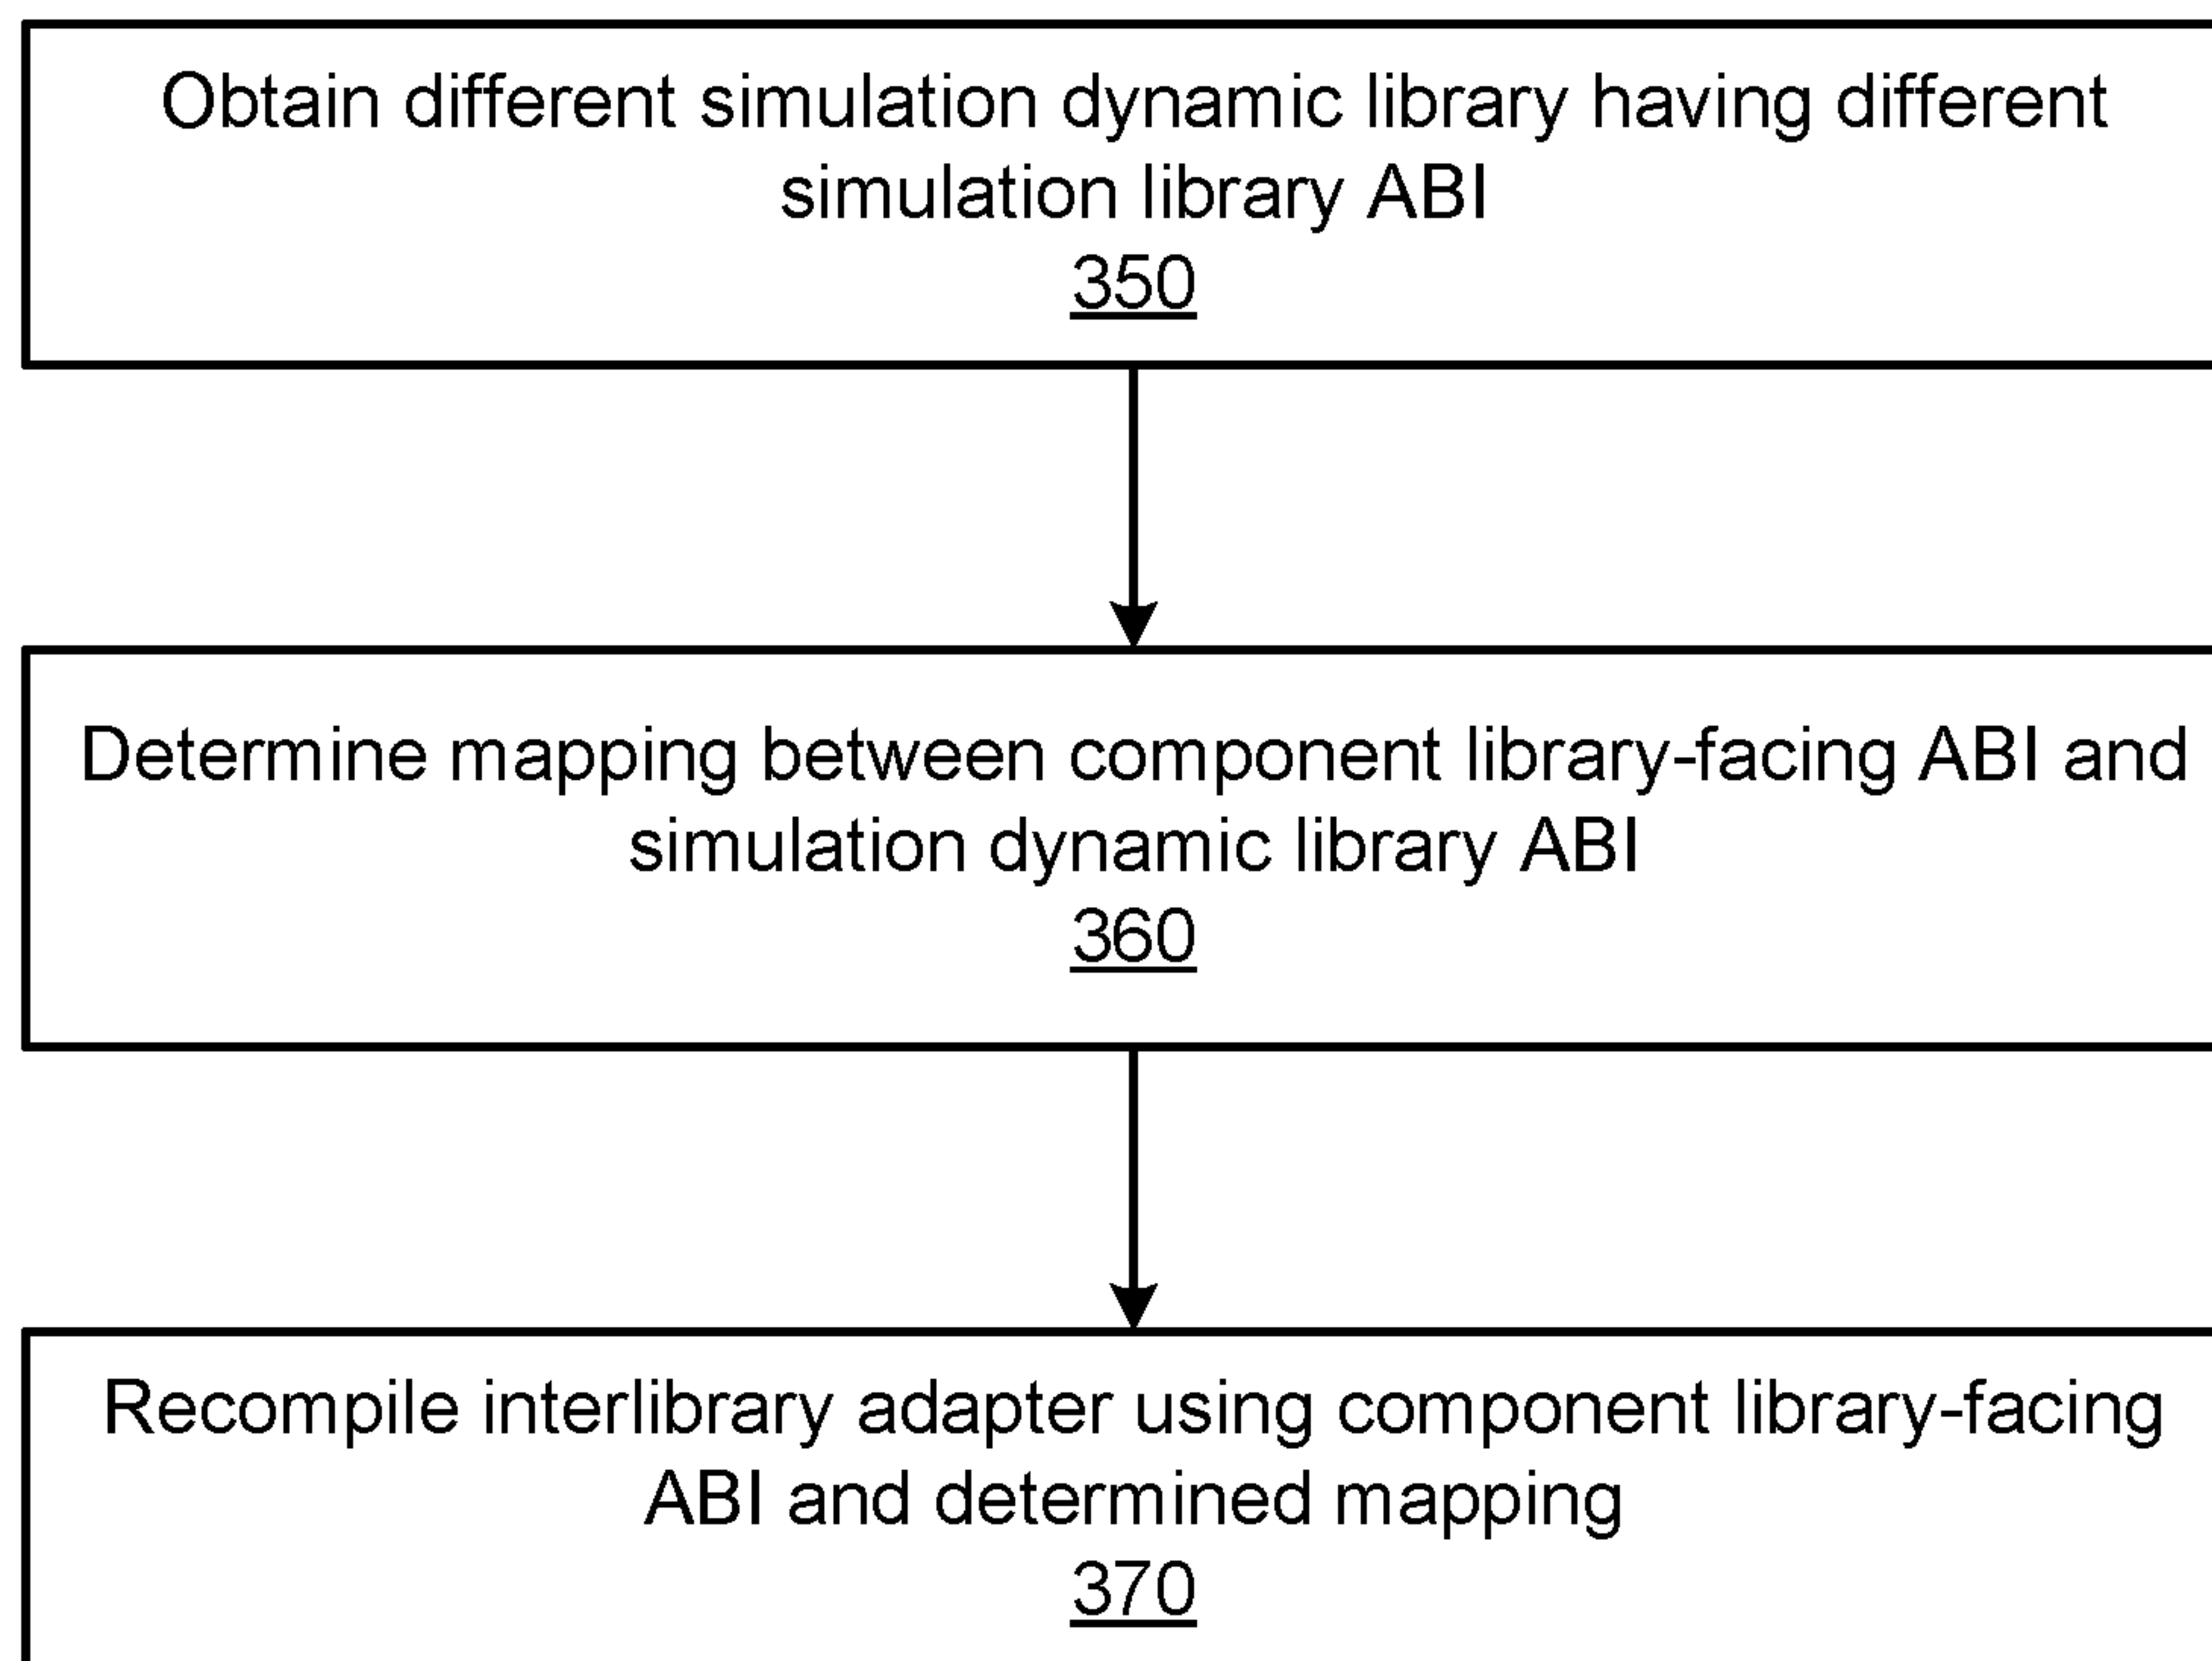 Obtain different simulation dynamic library having different
simulation library ABI
350
Determine mapping between component library-facing ABI and
simulation dynamic library ABI
360
Recompile interlibrary adapter using component library-facing
ABI and determined mapping
370